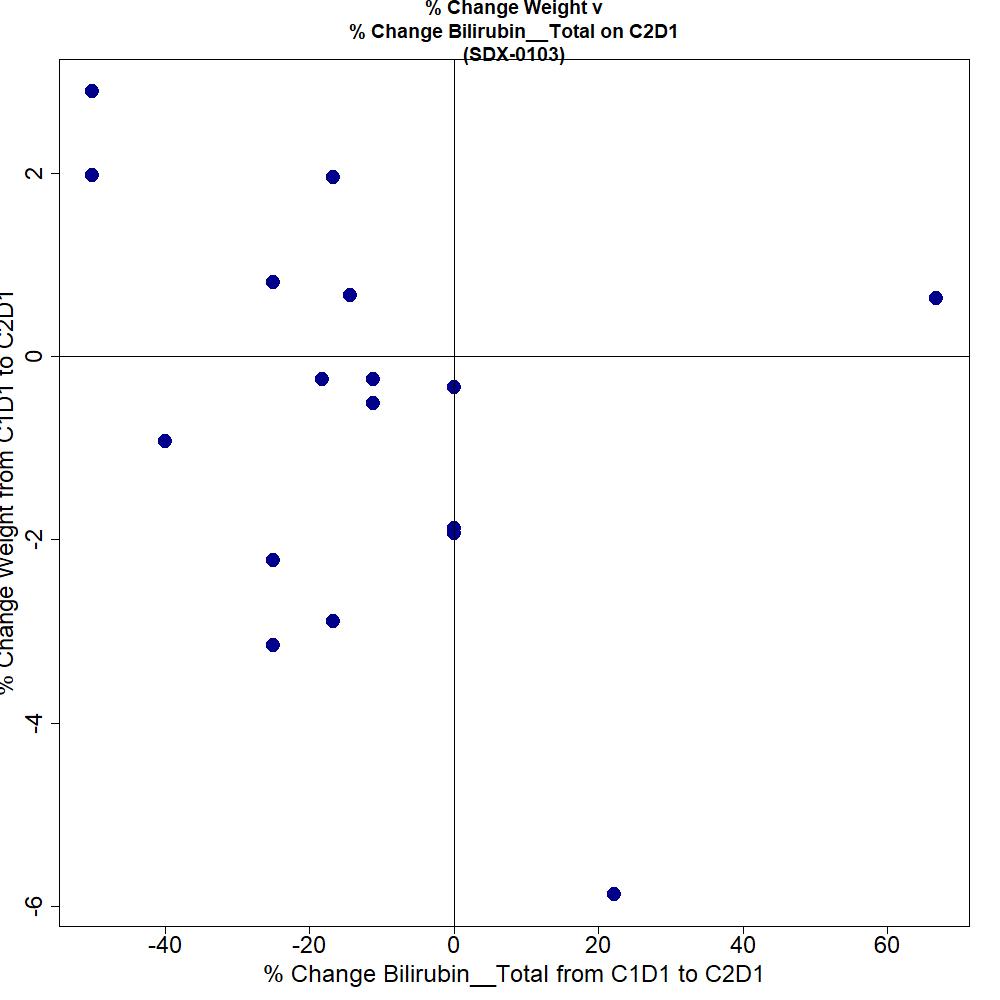 % Change Weight v
% Change Bilirubin__Total on C2D1
(SDX-0103)
% Change Weight from C1D1 to C2D1
2
0
-2
-4
-6
-40
-20
0
20
40
60
% Change Bilirubin__Total from C1D1 to C2D1